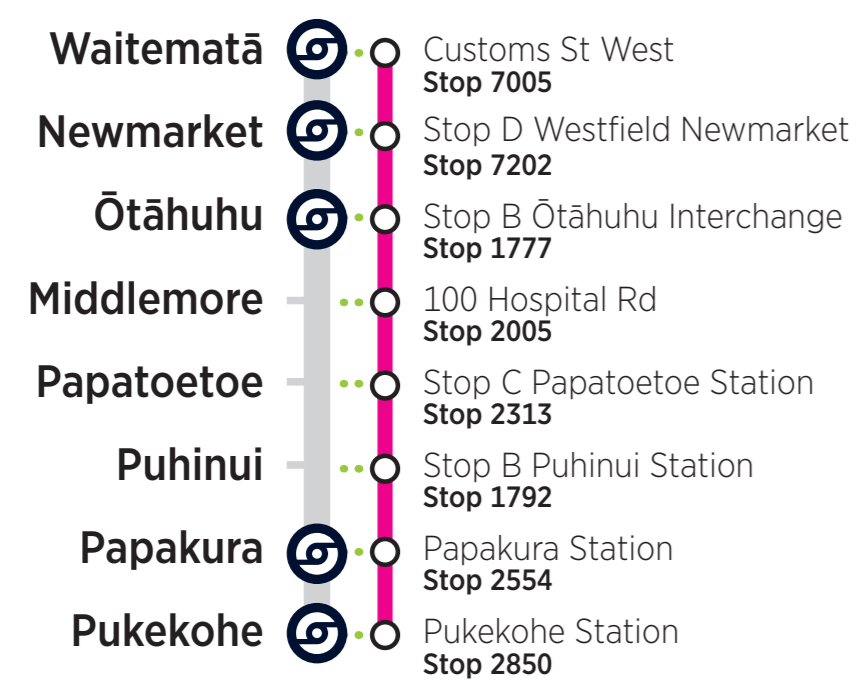 Waitematā
Customs St West
Stop 7005
Newmarket
Stop D Westfield Newmarket
Stop 7202
Ōtāhuhu
Stop B Ōtāhuhu Interchange
Stop 1777
Middlemore
100 Hospital Rd
Stop 2005
Papatoetoe
Stop C Papatoetoe Station
Stop 2313
Puhinui
Stop B Puhinui Station
Stop 1792
Papakura
Papakura Station
Stop 2554
Pukekohe
Pukekohe Station
Stop 2850